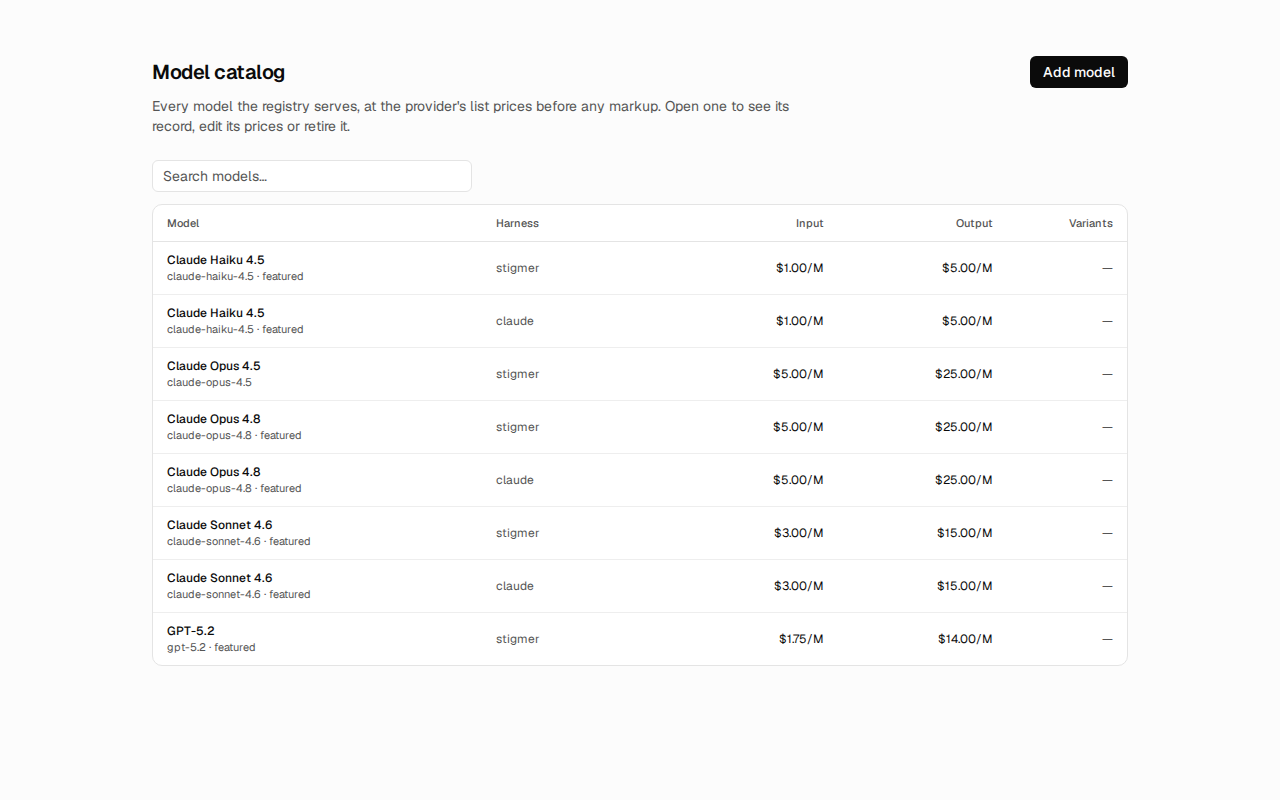 Model catalog
Add model
Every model the registry serves, at the provider's list prices before any markup. Open one to see its
record, edit its prices or retire it.
Search models…
Model Harness Input Output Variants
Claude Haiku 4.5
claude-haiku-4.5 · featured
stigmer $1.00/M $5.00/M —
Claude Haiku 4.5
claude-haiku-4.5 · featured
claude $1.00/M $5.00/M —
Claude Opus 4.5
claude-opus-4.5
stigmer $5.00/M $25.00/M —
Claude Opus 4.8
claude-opus-4.8 · featured
stigmer $5.00/M $25.00/M —
Claude Opus 4.8
claude-opus-4.8 · featured
claude $5.00/M $25.00/M —
Claude Sonnet 4.6
claude-sonnet-4.6 · featured
stigmer $3.00/M $15.00/M —
Claude Sonnet 4.6
claude-sonnet-4.6 · featured
claude $3.00/M $15.00/M —
GPT-5.2
gpt-5.2 · featured
stigmer $1.75/M $14.00/M —